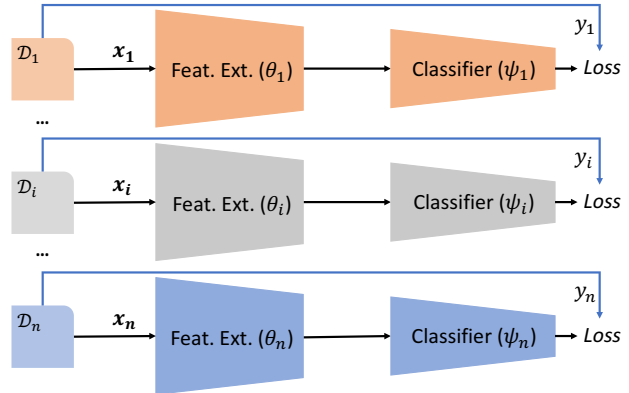 y₁
𝒟₁ x₁ Feat. Ext. (θ₁) Classifier (ψ₁) Loss
...
yᵢ
𝒟ᵢ xᵢ Feat. Ext. (θᵢ) Classifier (ψᵢ) Loss
...
yₙ
𝒟ₙ xₙ Feat. Ext. (θₙ) Classifier (ψₙ) Loss